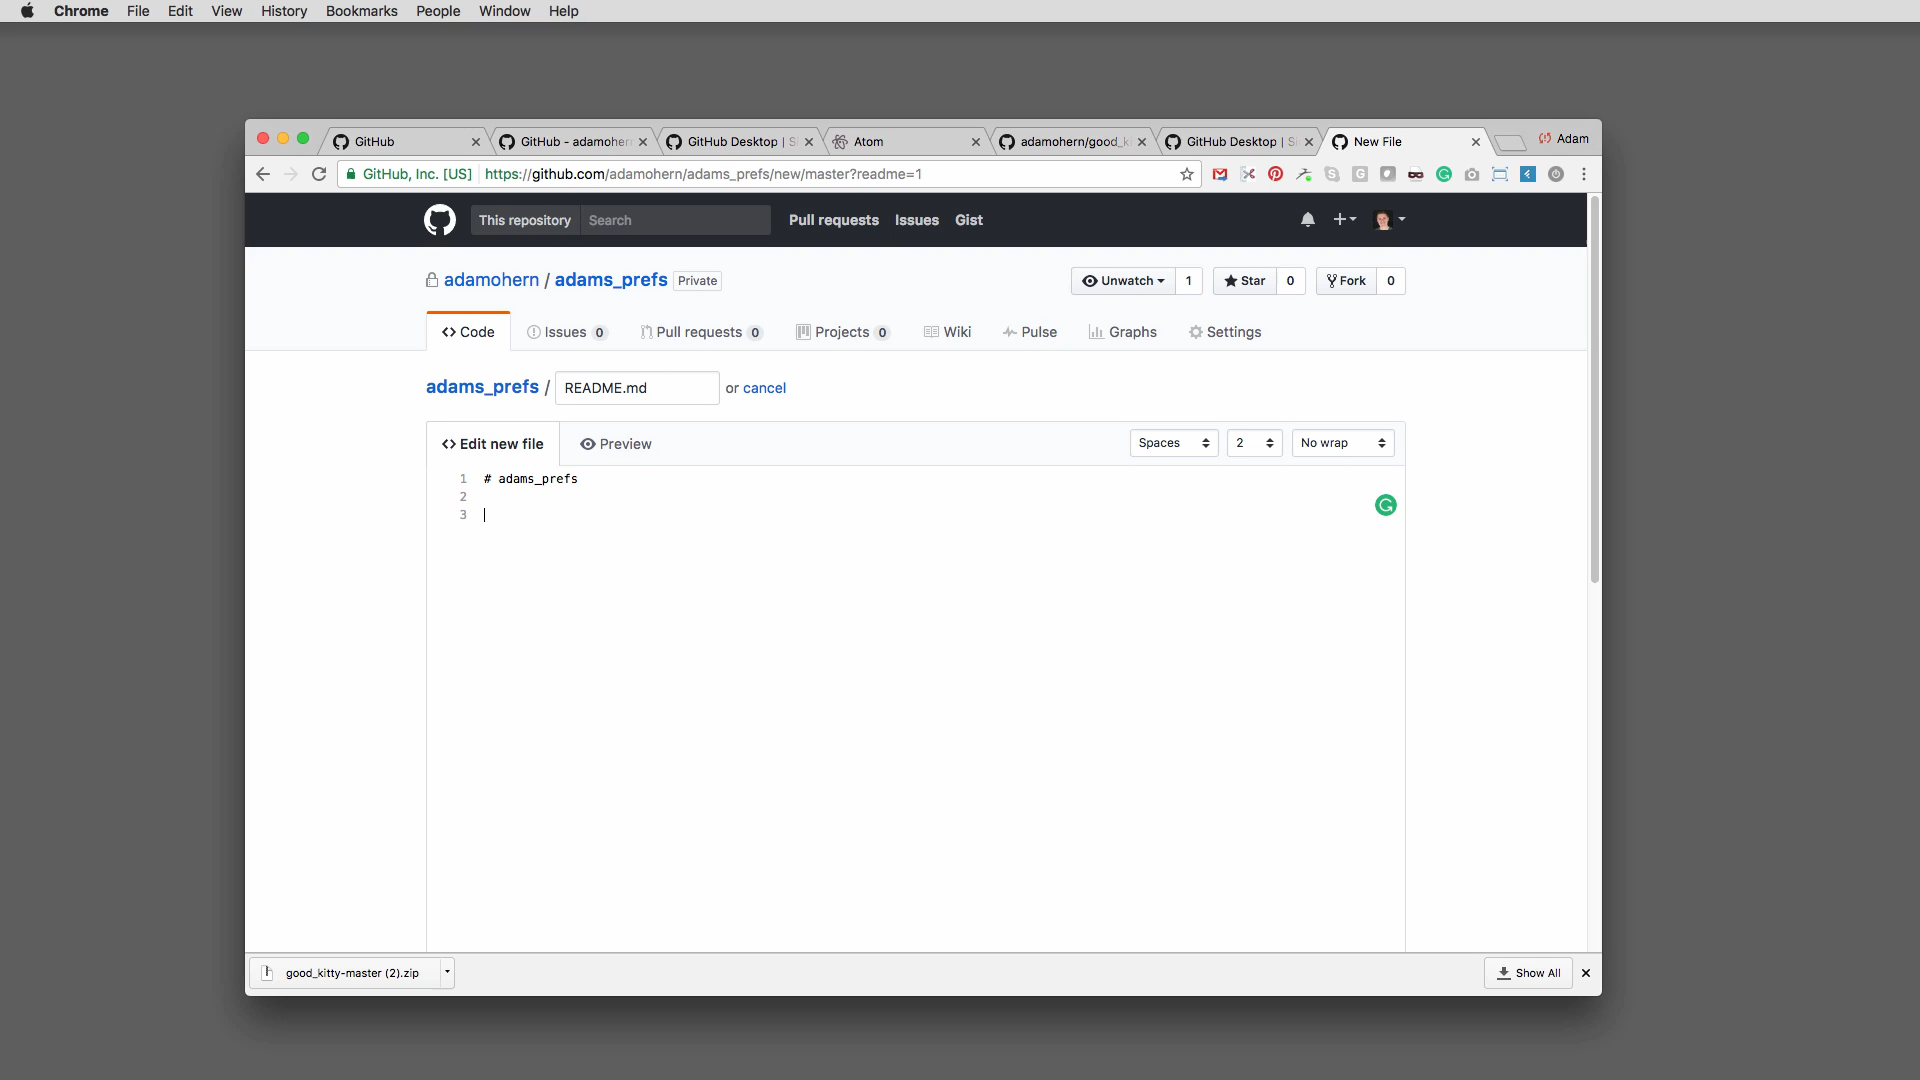 Chrome File Edit View History Bookmarks People Window Help
GitHub GitHub - adamohern GitHub Desktop | S Atom adamohern/good_k GitHub Desktop | Si New File Adam
GitHub, Inc. [US] https://github.com/adamohern/adams_prefs/new/master?readme=1
This repository Search Pull requests Issues Gist
adamohern / adams_prefs Private Unwatch 1 Star 0 Fork 0
Code Issues 0 Pull requests 0 Projects 0 Wiki Pulse Graphs Settings
adams_prefs / README.md or cancel
<> Edit new file Preview Spaces 2 No wrap
1 # adams_prefs
2
3
good_kitty-master (2).zip Show All